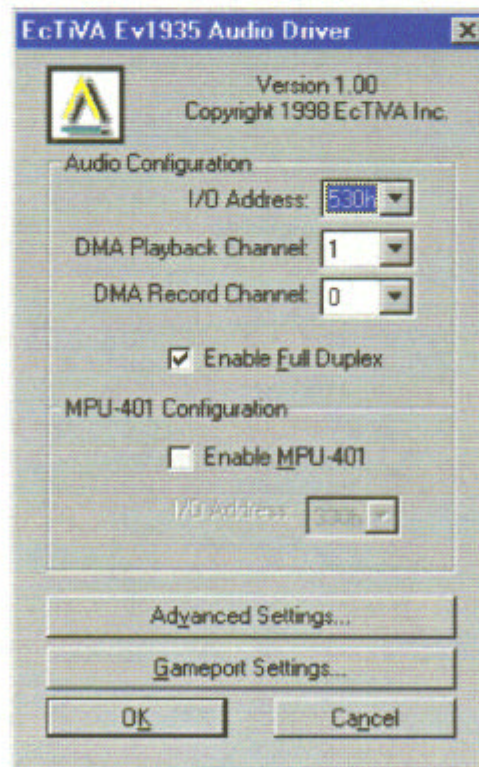 EcTiVA Ev1935 Audio Driver
Version 1.00
Copyright 1998 EcTiVA Inc.
Audio Configuration
I/O Address: 530h
DMA Playback Channel: 1
DMA Record Channel: 0
Enable Full Duplex
MPU-401 Configuration
Enable MPU-401
I/O Address: 330h
Advanced Settings...
Gameport Settings...
OK
Cancel